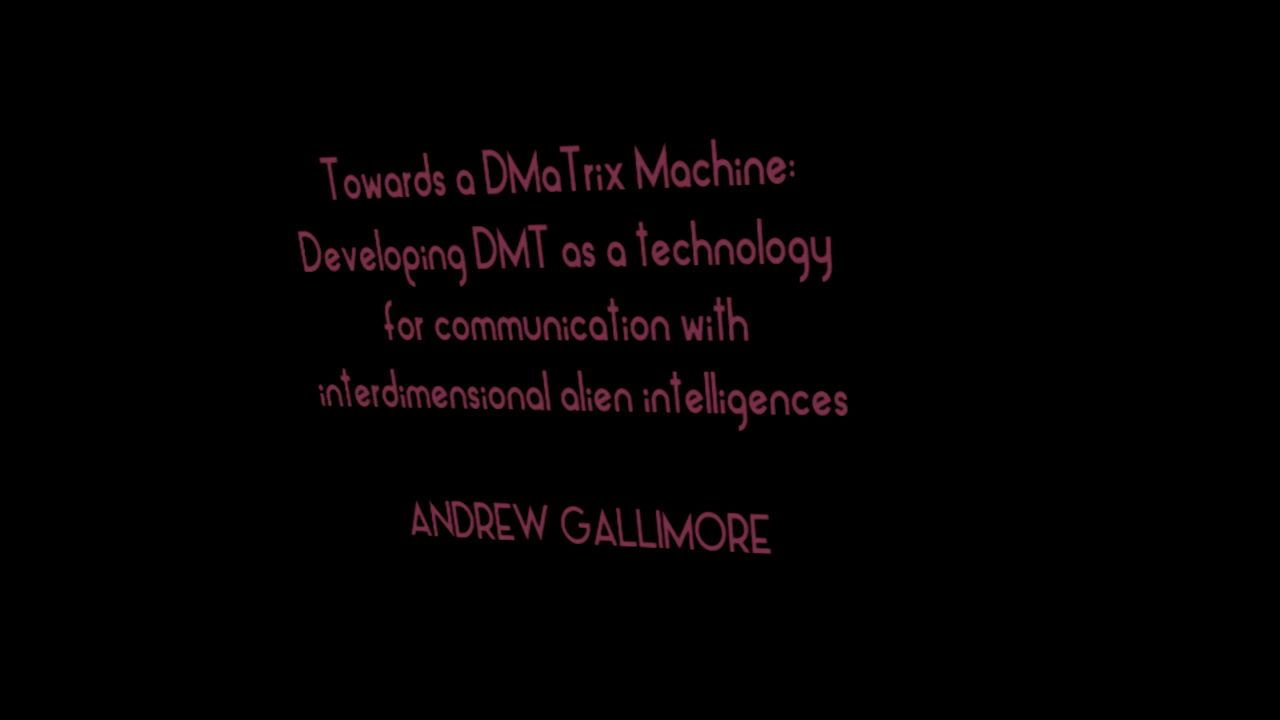 Towards a DMaTrix Machine:
Developing DMT as a technology
for communication with
interdimensional alien intelligences
ANDREW GALLIMORE